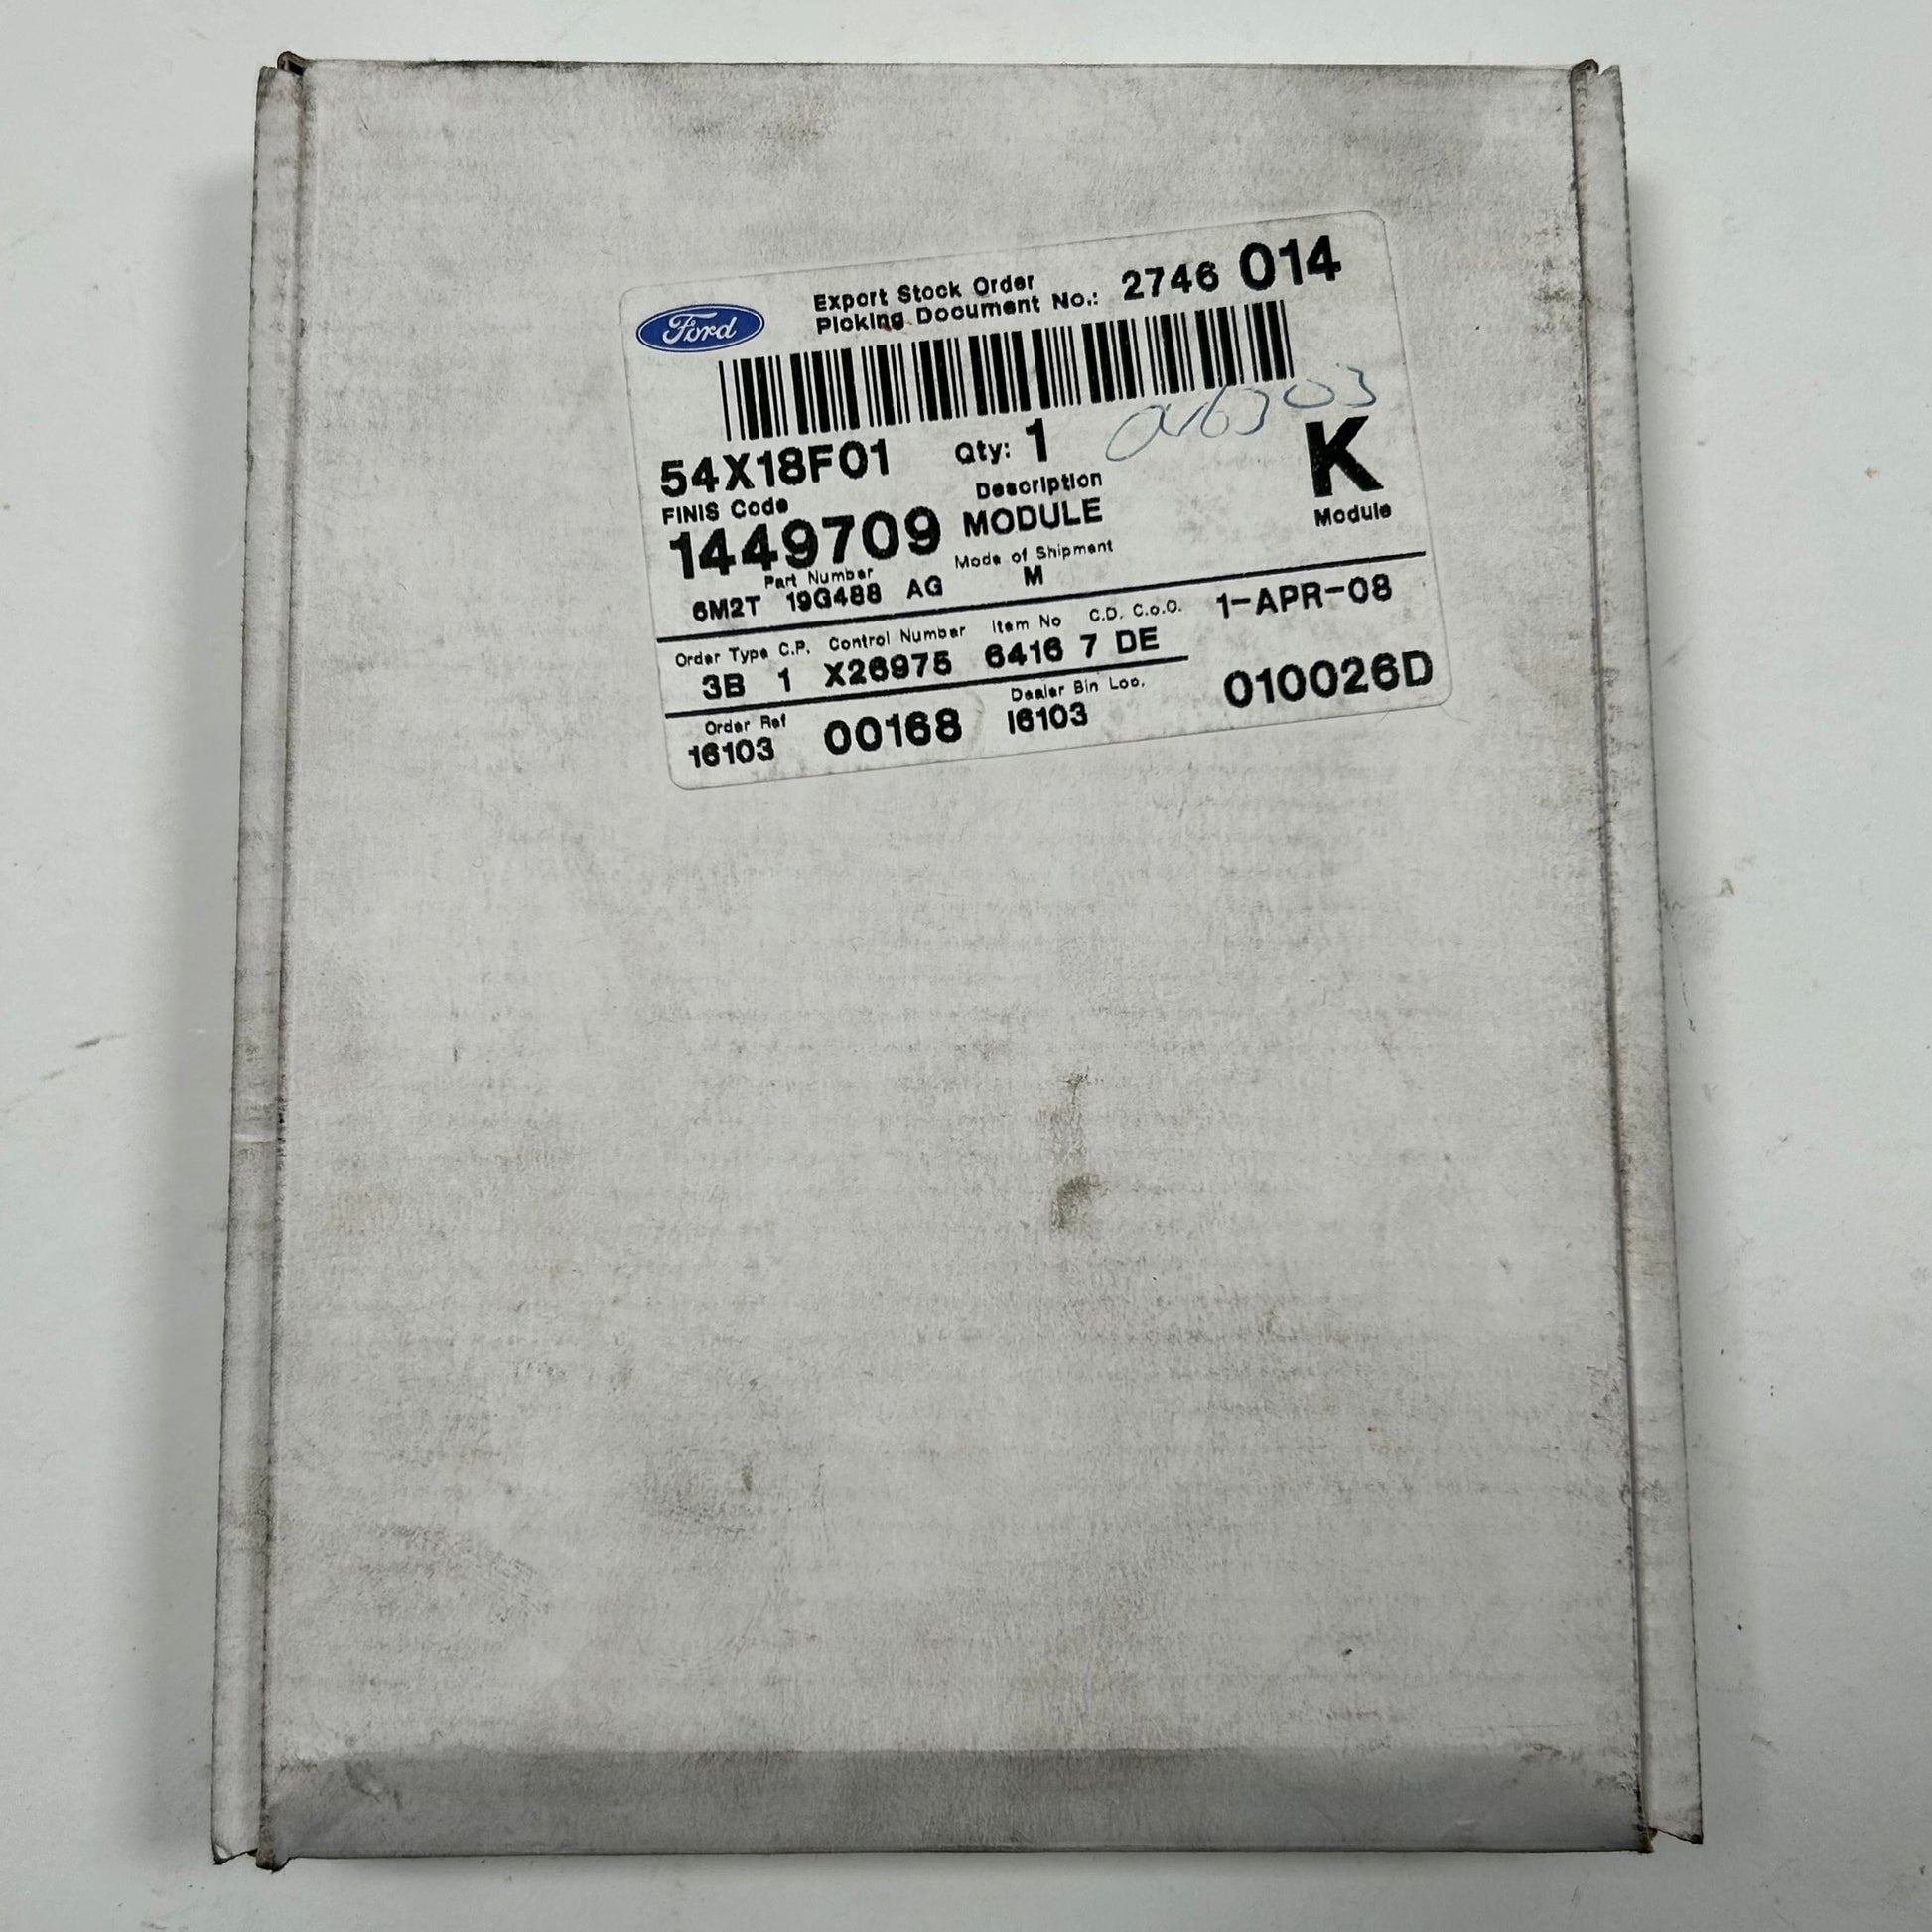 Ford
Export Stock Order
Picking Document No.: 2746 014
54X18F01 Qty: 1
K
FINIS Code Description
Module
1449709 MODULE
Part Number Mode of Shipment
6M2T 19G488 AG M
Order Type C.P. Control Number Item No C.D. C.o.O. 1-APR-08
3B 1 X26975 6416 7 DE
Order Ref Dealer Bin Loc. 010026D
16103 00168 I6103